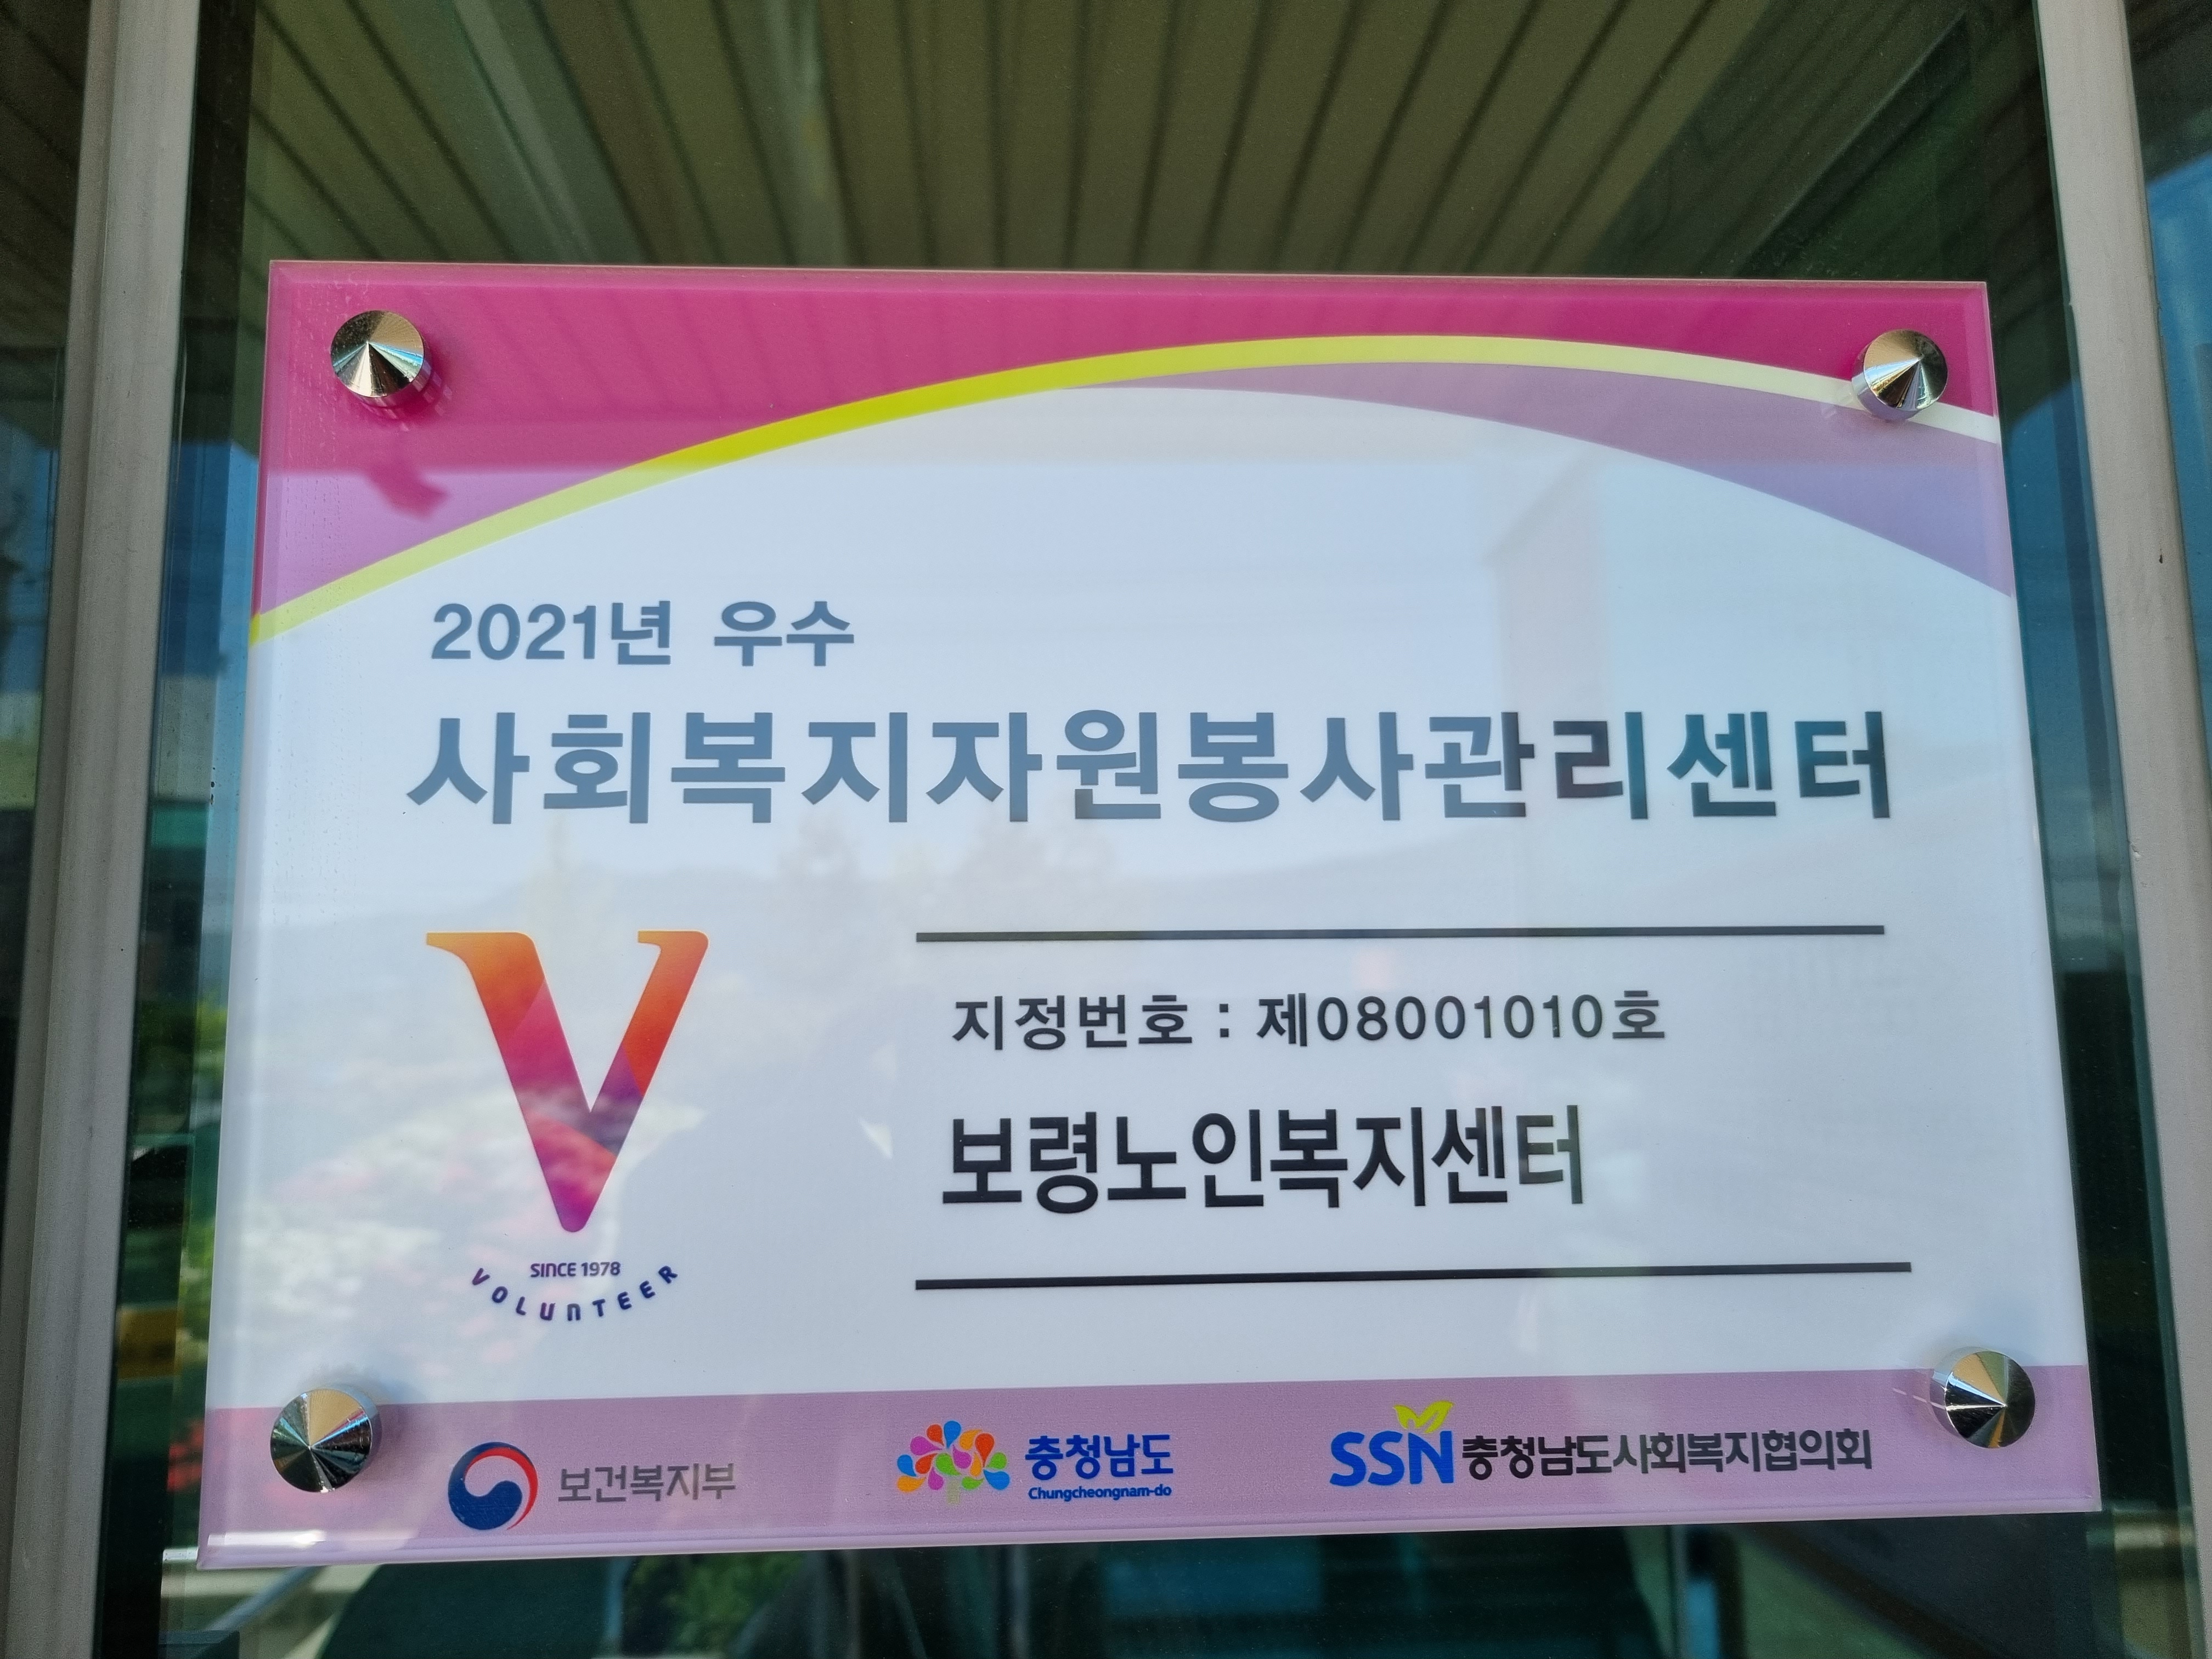 2021년 우수
사회복지자원봉사관리센터
지정번호 : 제08001010호
보령노인복지센터
V
SINCE 1978
VOLUNTEER
보건복지부
충청남도
Chungcheongnam-do
SSN 충청남도사회복지협의회